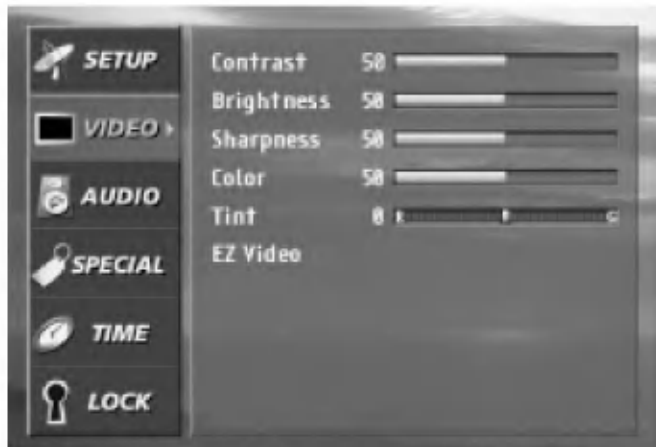 SETUP
VIDEO
AUDIO
SPECIAL
TIME
LOCK
Contrast 50
Brightness 50
Sharpness 50
Color 50
Tint 0 R G
EZ Video